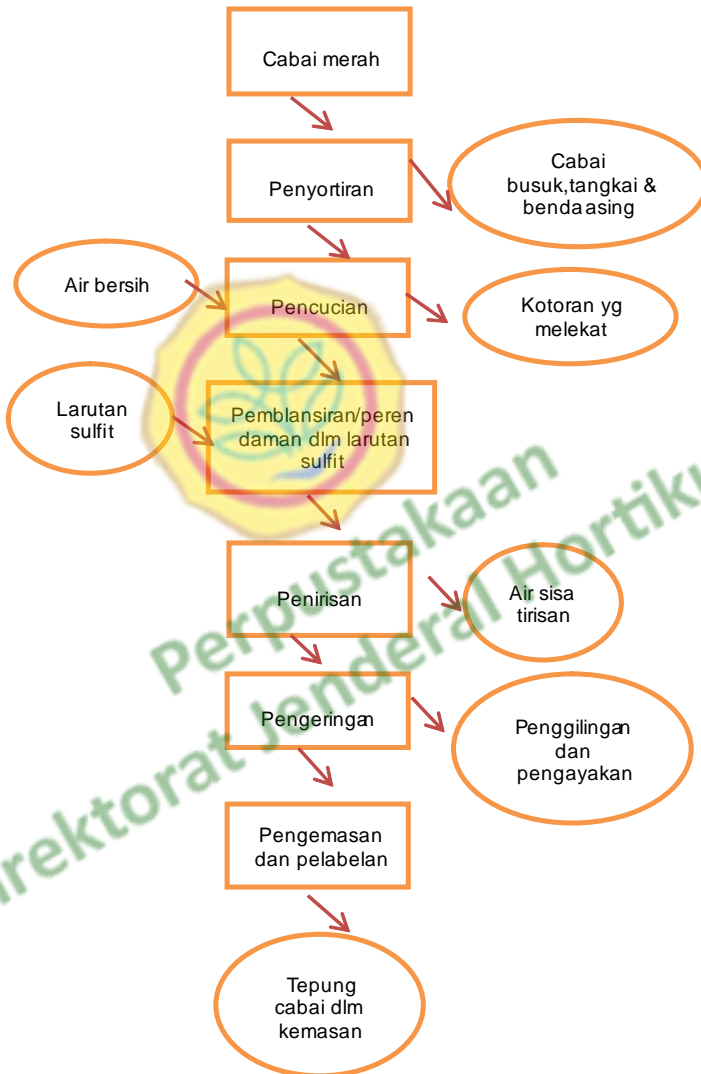 Cabai merah
Penyortiran
Cabai
busuk,tangkai &
benda asing
Air bersih
Pencucian
Kotoran yg
melekat
Larutan
sulfit
Pemblansiran/peren
daman dlm larutan
sulfit
Penirisan
Air sisa
tirisan
Pengeringan
Penggilingan
dan
pengayakan
Pengemasan
dan pelabelan
Tepung
cabai dlm
kemasan
Perpustakaan
irektorat Jenderal Hortiku